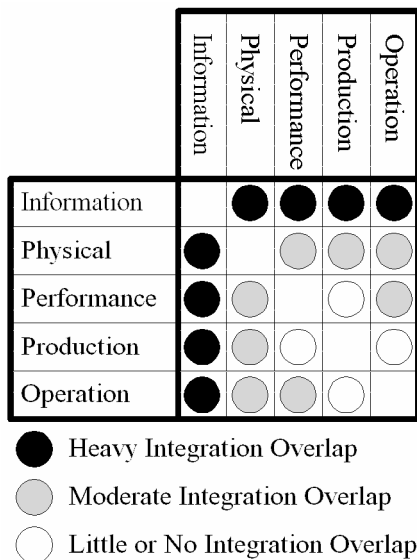 Information
Physical
Performance
Production
Operation
Information
Physical
Performance
Production
Operation
Heavy Integration Overlap
Moderate Integration Overlap
Little or No Integration Overlap